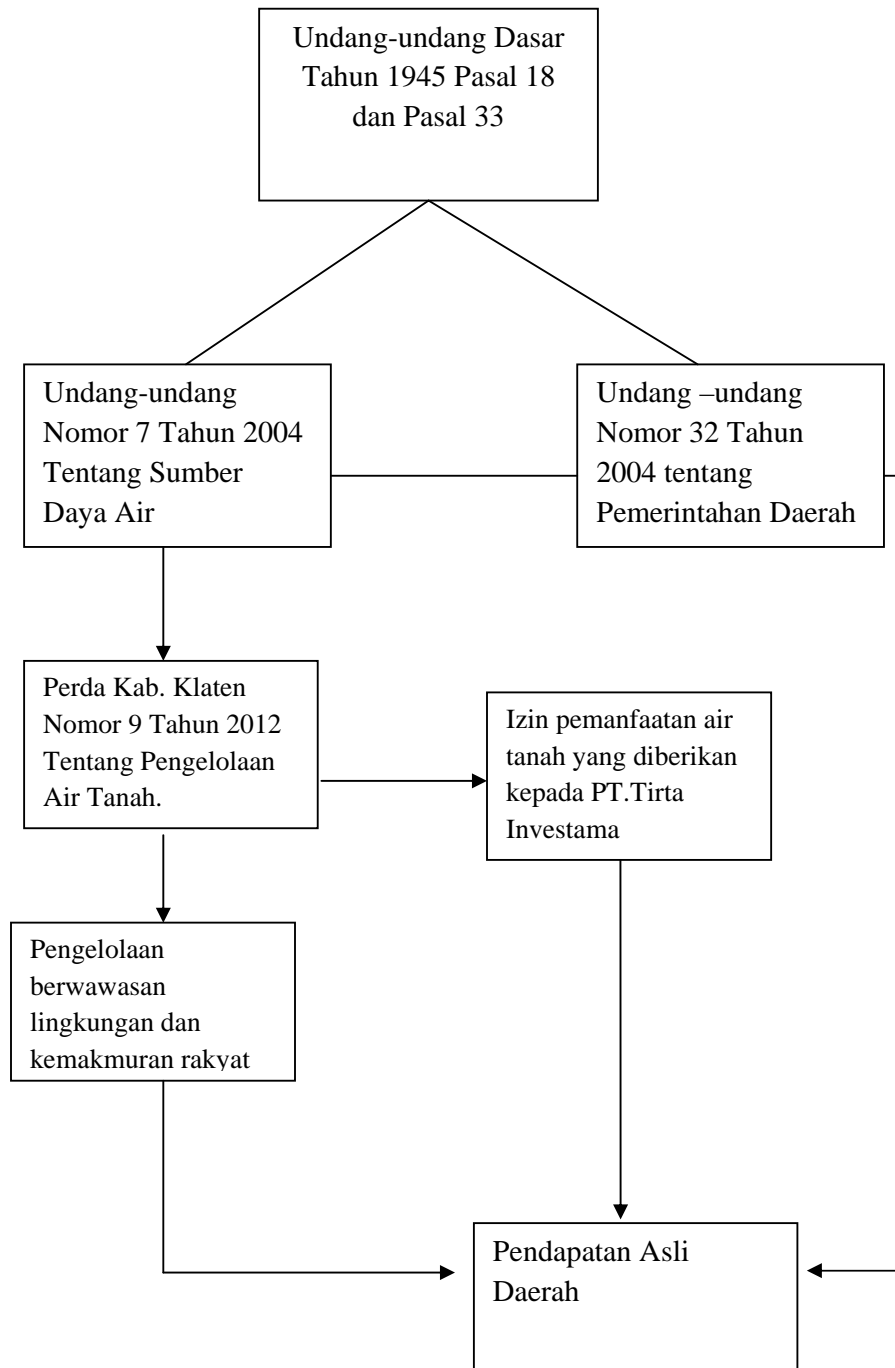 Undang-undang Dasar
Tahun 1945 Pasal 18
dan Pasal 33
Undang-undang
Nomor 7 Tahun 2004
Tentang Sumber
Daya Air
Undang –undang
Nomor 32 Tahun
2004 tentang
Pemerintahan Daerah
Perda Kab. Klaten
Nomor 9 Tahun 2012
Tentang Pengelolaan
Air Tanah.
Izin pemanfaatan air
tanah yang diberikan
kepada PT.Tirta
Investama
Pengelolaan
berwawasan
lingkungan dan
kemakmuran rakyat
Pendapatan Asli
Daerah